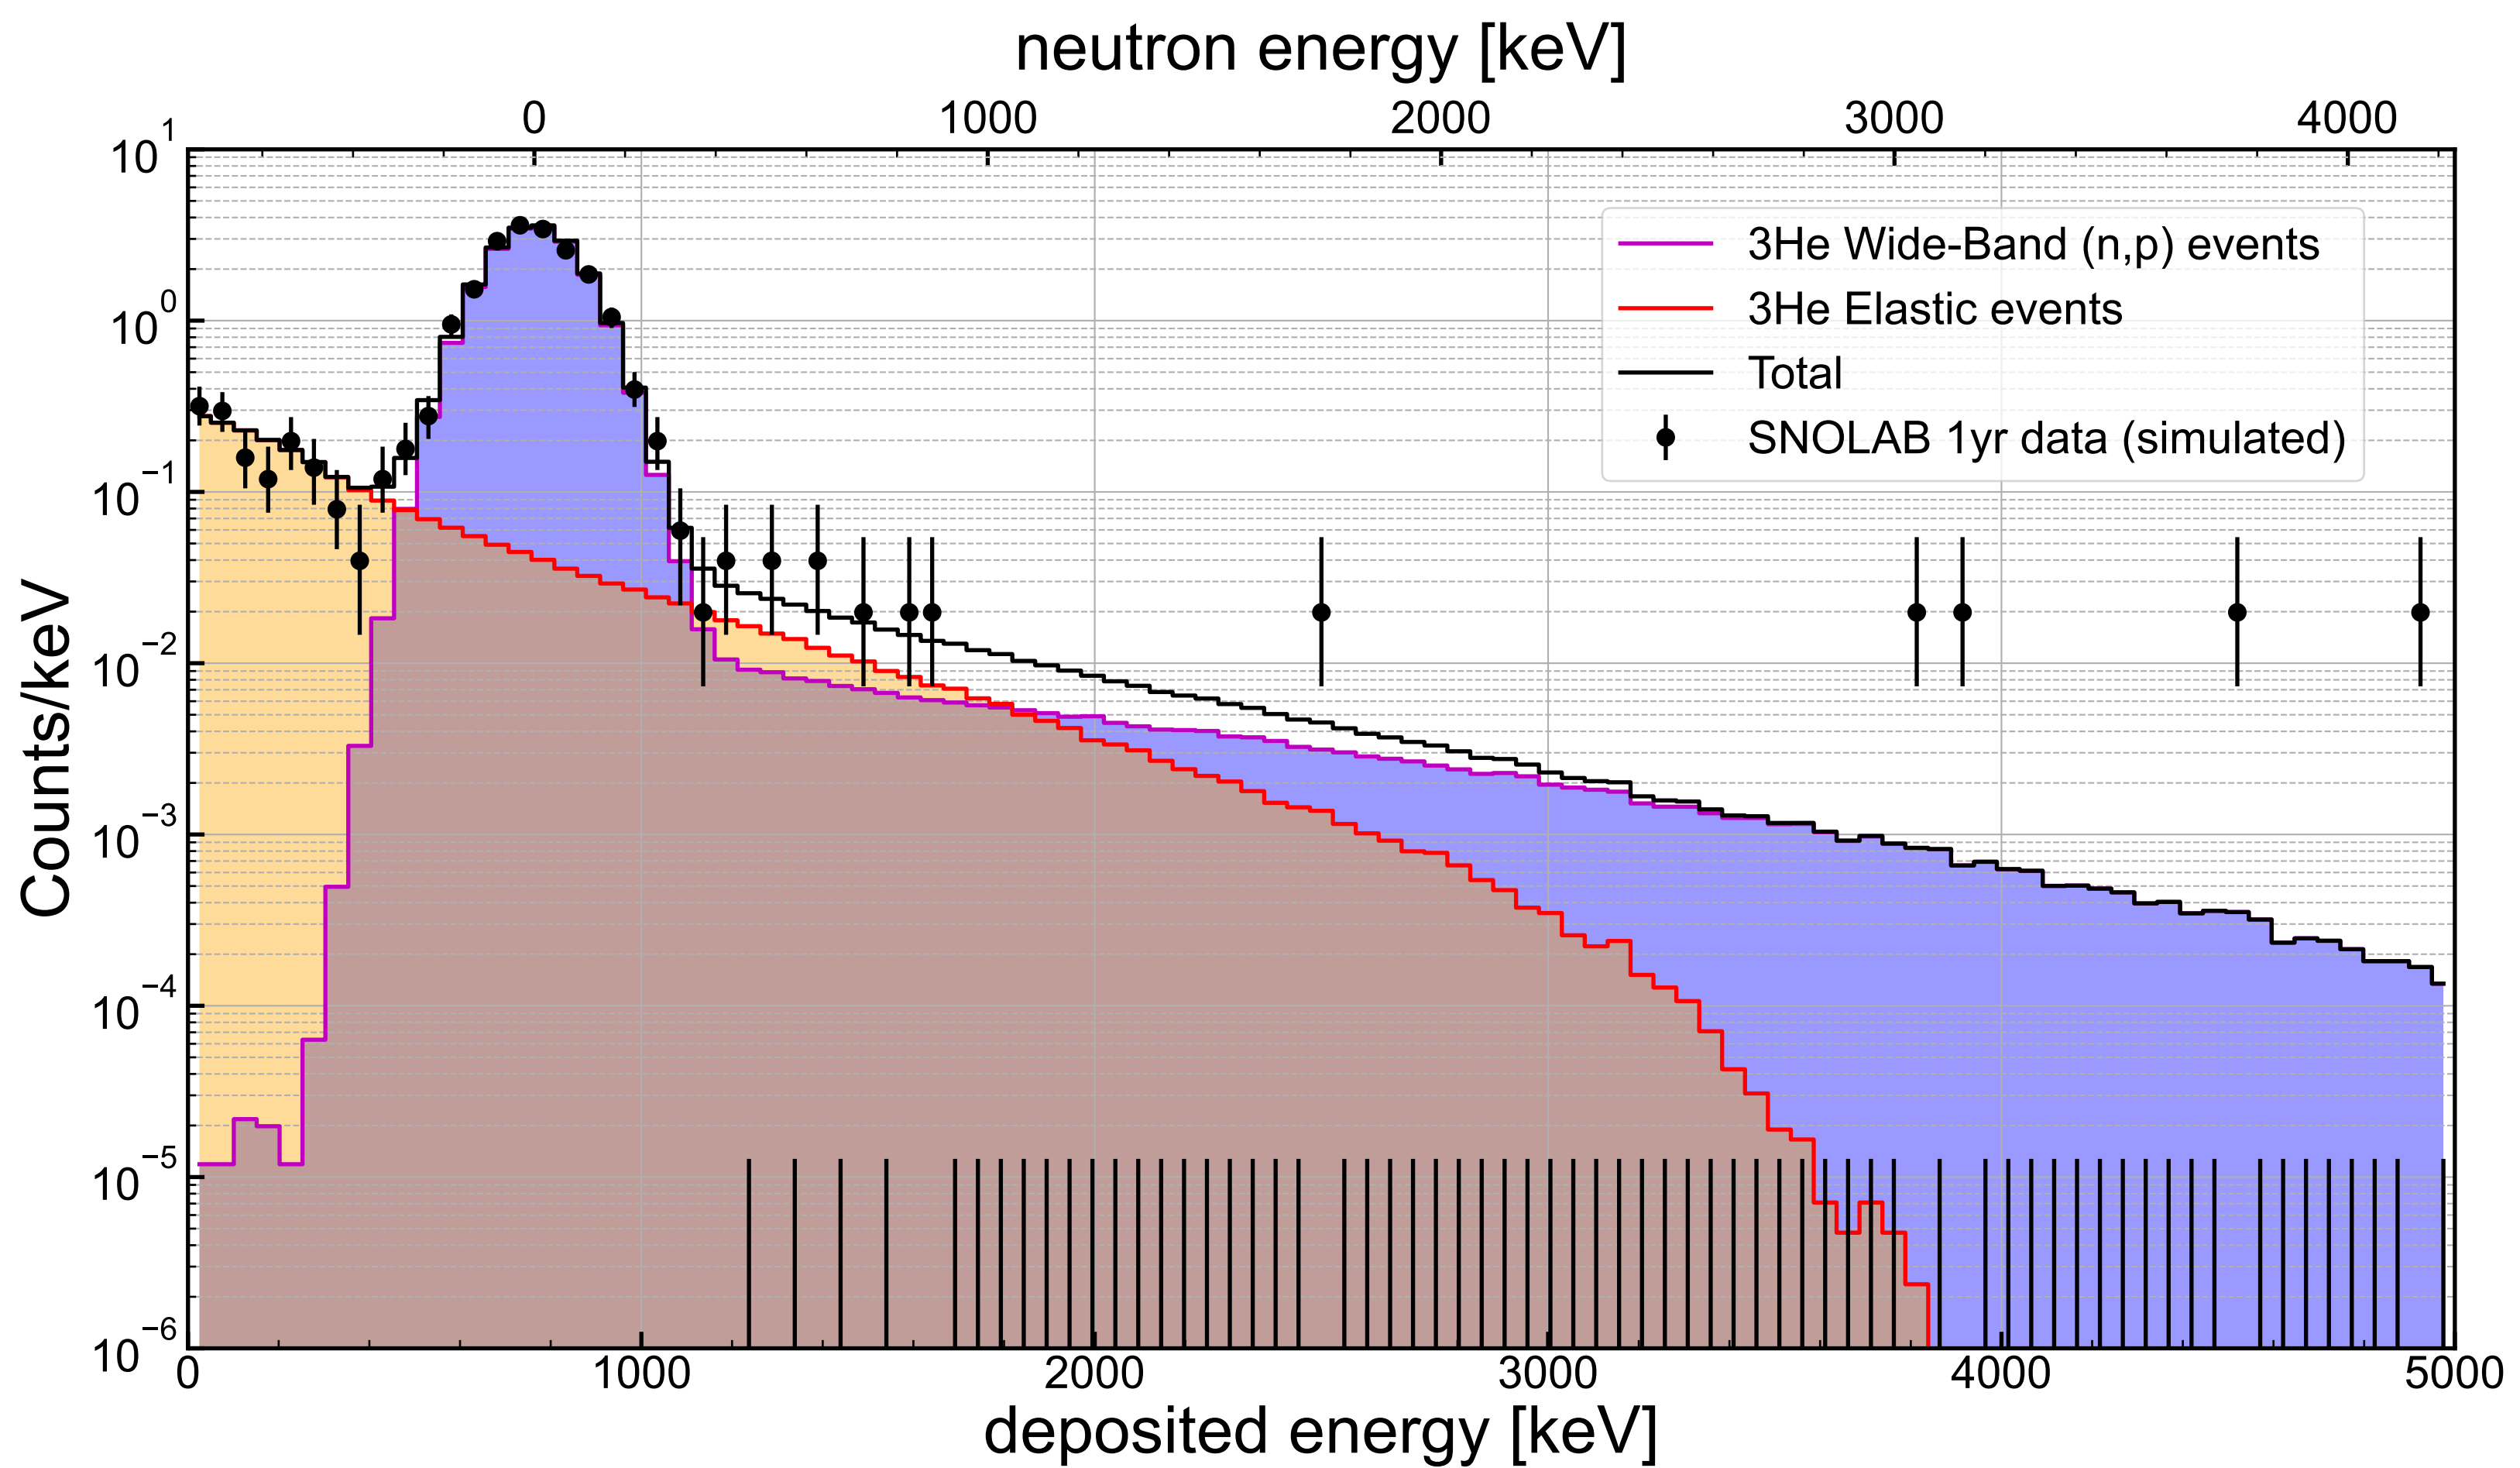 neutron energy [keV]
0 1000 2000 3000 4000
10^1
10^0
10^−1
10^−2
10^−3
10^−4
10^−5
10^−6
Counts/keV
3He Wide-Band (n,p) events
3He Elastic events
Total
SNOLAB 1yr data (simulated)
0 1000 2000 3000 4000 5000
deposited energy [keV]